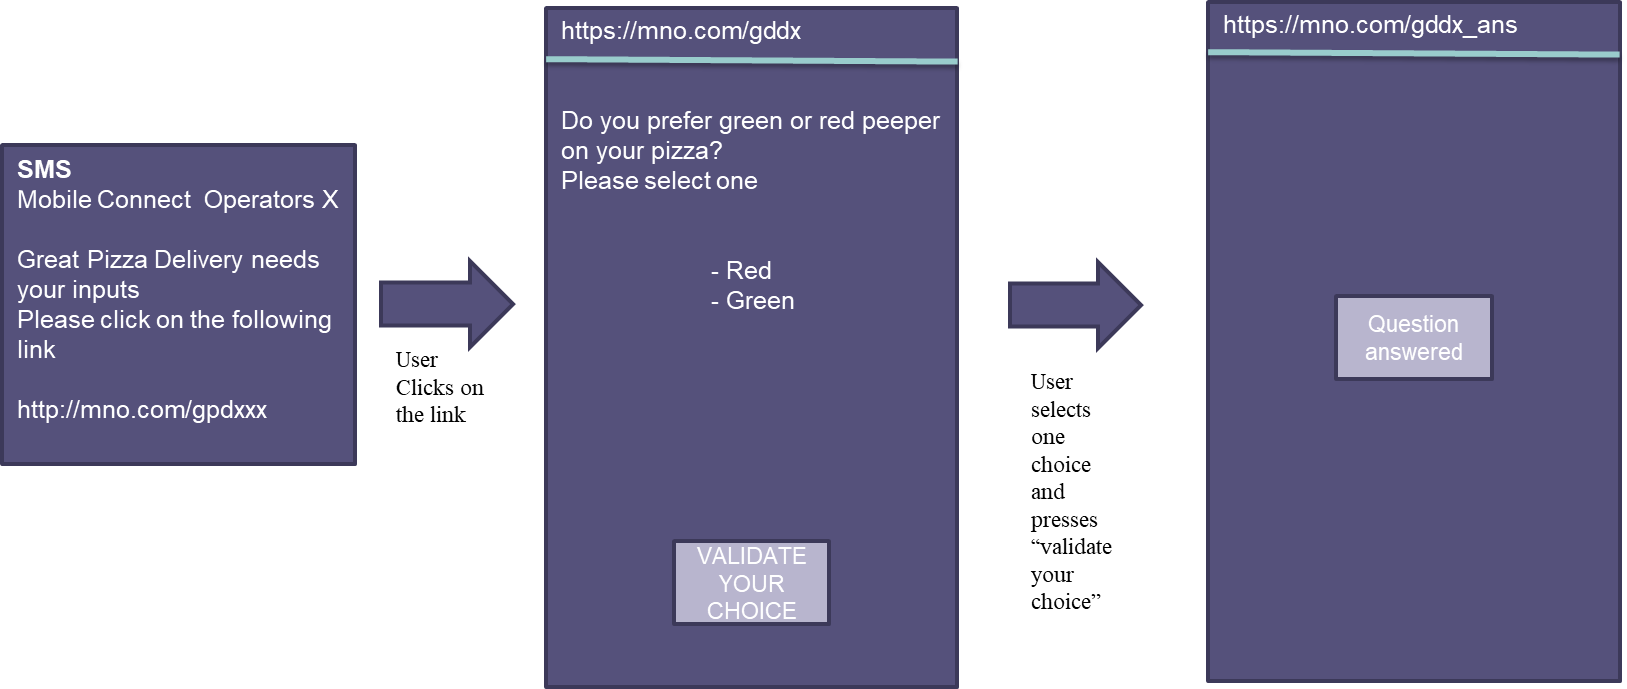 SMS
Mobile Connect  Operators X
Great Pizza Delivery needs
your inputs
Please click on the following
link
http://mno.com/gpdxxx
User
Clicks on
the link
https://mno.com/gddx
Do you prefer green or red peeper
on your pizza?
Please select one
- Red
- Green
VALIDATE
YOUR
CHOICE
User
selects
one
choice
and
presses
“validate
your
choice”
https://mno.com/gddx_ans
Question
answered